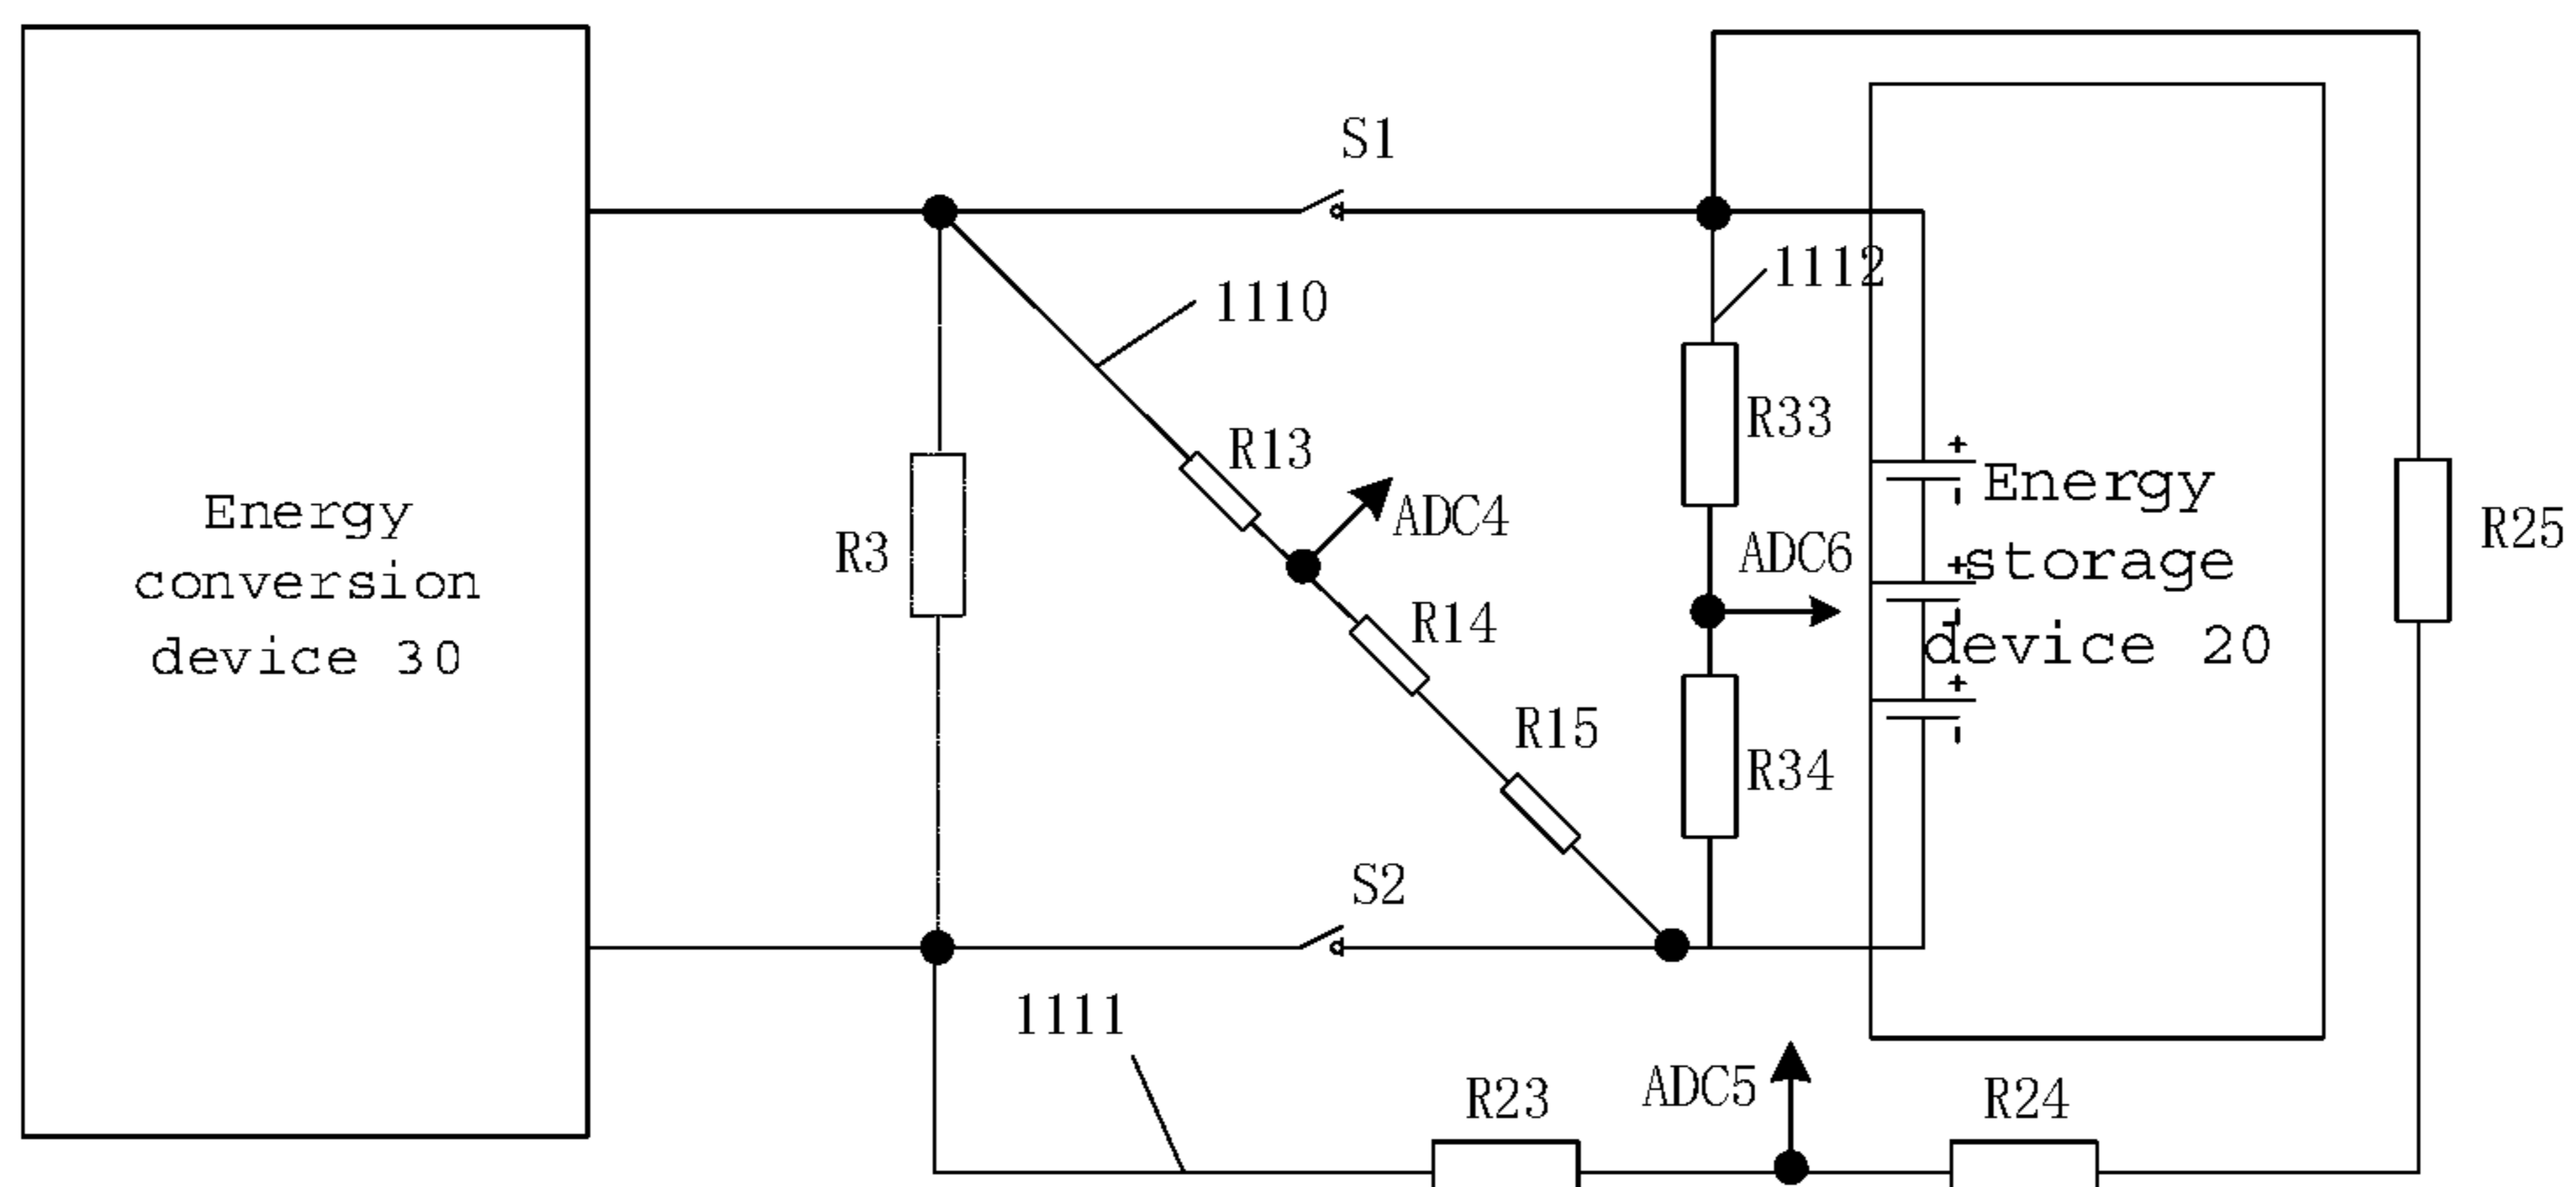 S1
1112
1110
R33
R13
Energy
conversion
device 30
R3
ADC4
ADC6
Energy
storage
device 20
R25
R14
R15
R34
S2
1111
R23
ADC5
R24
+
-
+
-
+
-